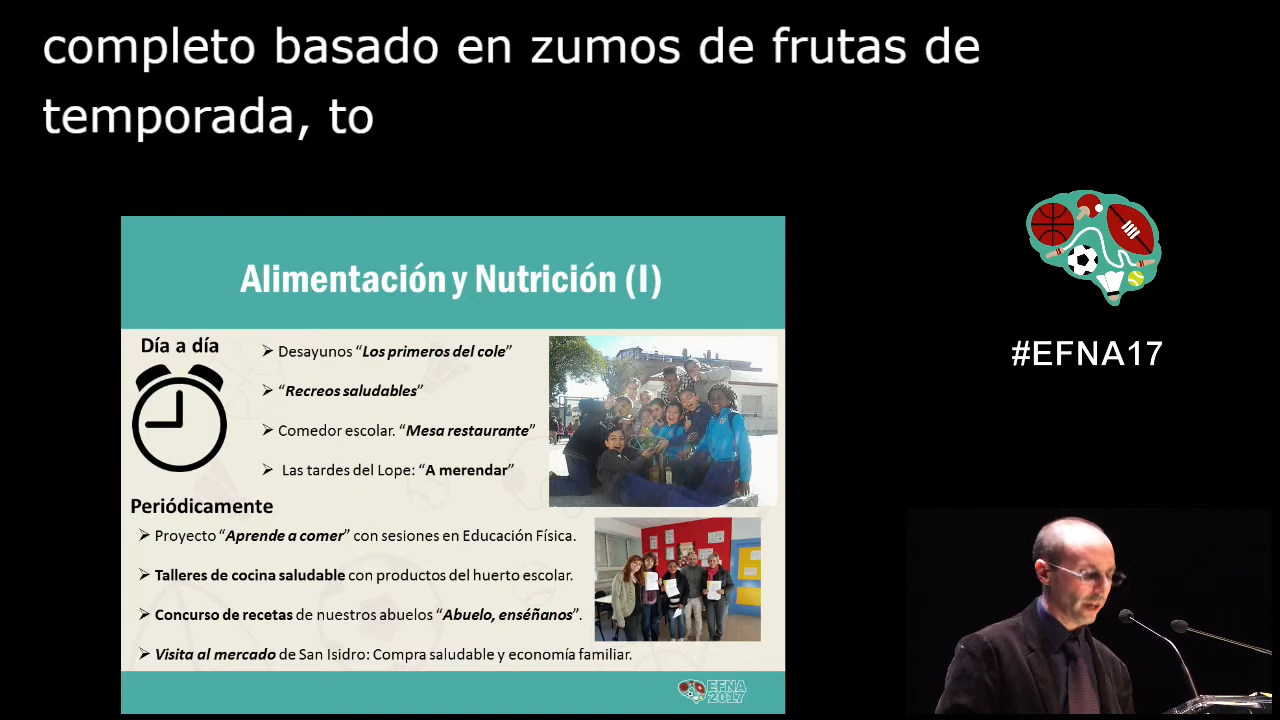 completo basado en zumos de frutas de
temporada, to
#EFNA17
Alimentación y Nutrición (I)
Día a día
➢ Desayunos “Los primeros del cole”
➢ “Recreos saludables”
➢ Comedor escolar. “Mesa restaurante”
➢ Las tardes del Lope: “A merendar”
Periódicamente
➢ Proyecto “Aprende a comer” con sesiones en Educación Física.
➢ Talleres de cocina saludable con productos del huerto escolar.
➢ Concurso de recetas de nuestros abuelos “Abuelo, enséñanos”.
➢ Visita al mercado de San Isidro: Compra saludable y economía familiar.
EFNA
2017